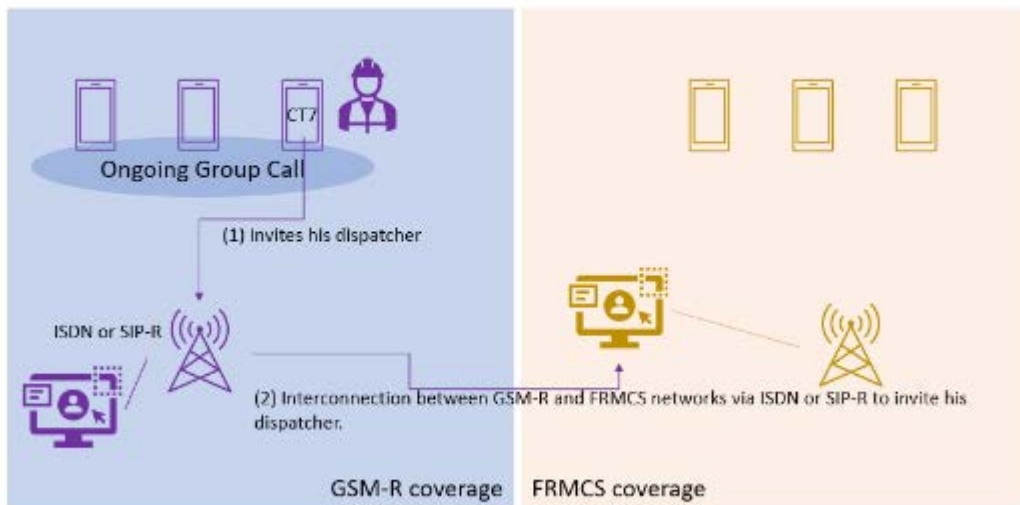 CT7
Ongoing Group Call
(1) Invites his dispatcher
ISDN or SIP-R
(2) Interconnection between GSM-R and FRMCS networks via ISDN or SIP-R to invite his
dispatcher.
GSM-R coverage
FRMCS coverage